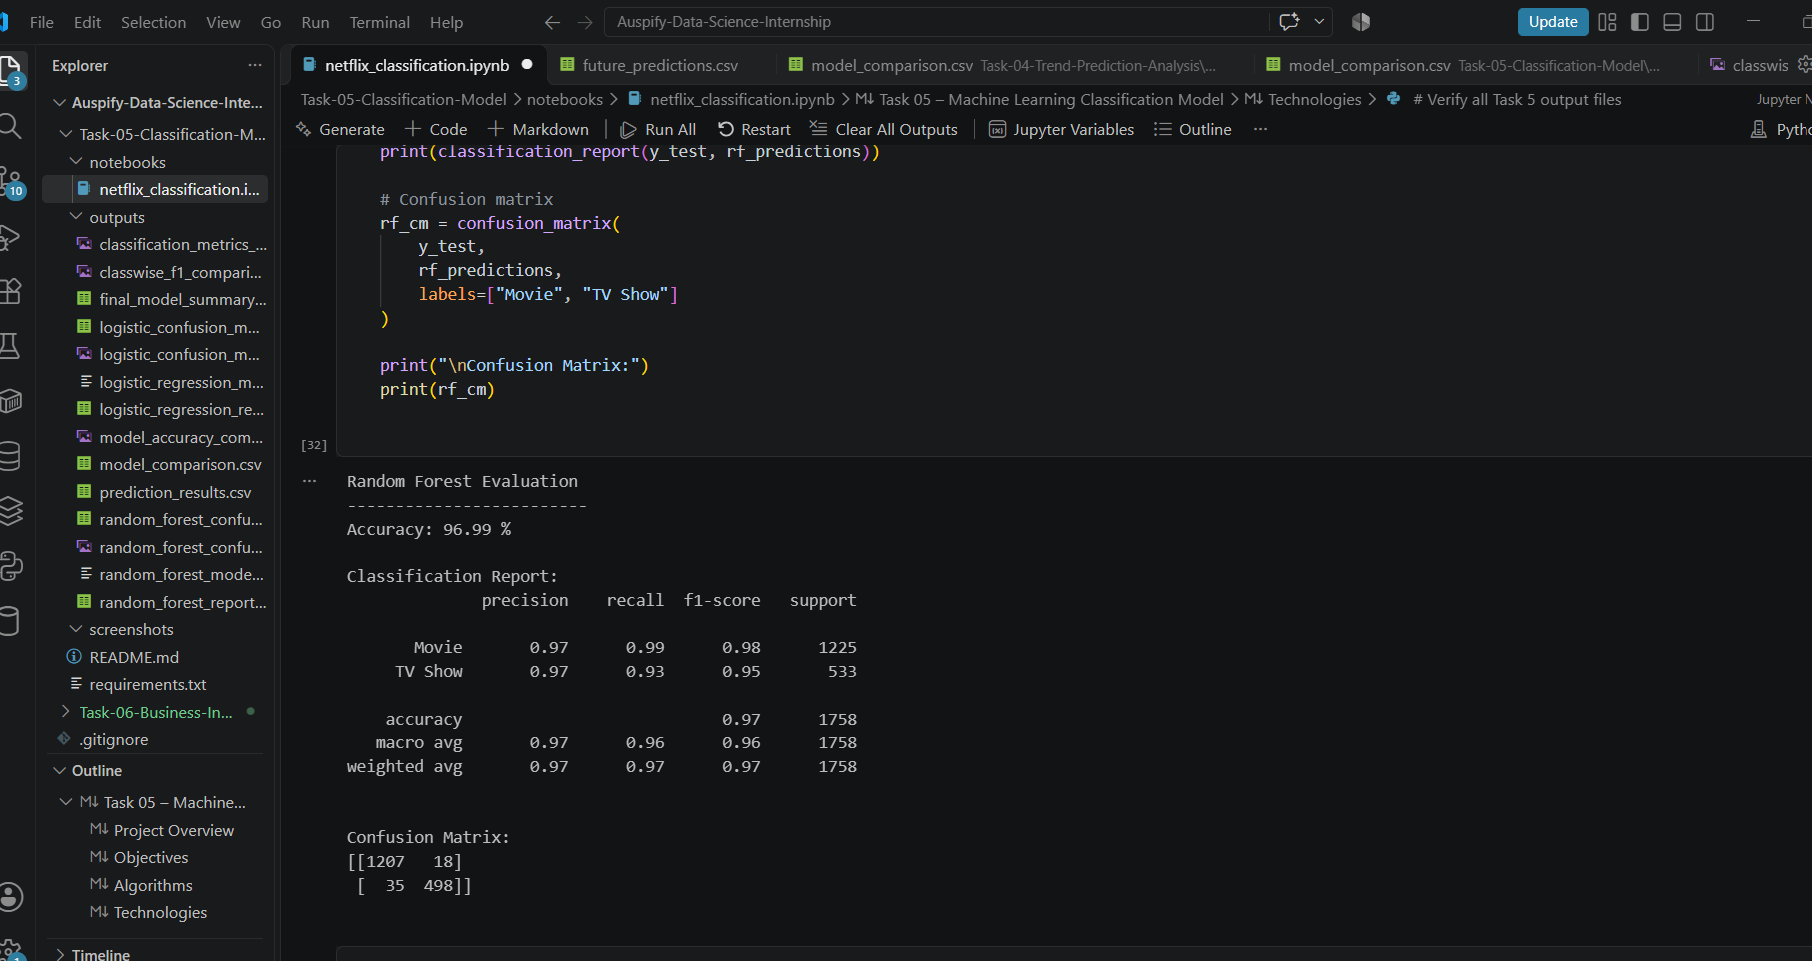 File Edit Selection View Go Run Terminal Help
Auspify-Data-Science-Internship
Update
Explorer
netflix_classification.ipynb
future_predictions.csv
model_comparison.csv Task-04-Trend-Prediction-Analysis\...
model_comparison.csv Task-05-Classification-Model\...
classwis
Task-05-Classification-Model > notebooks > netflix_classification.ipynb > M↓ Task 05 – Machine Learning Classification Model > M↓ Technologies > # Verify all Task 5 output files
Jupyter N
Generate + Code + Markdown Run All Restart Clear All Outputs Jupyter Variables Outline ...
Pytho
3
10
Auspify-Data-Science-Inte...
Task-05-Classification-M...
notebooks
netflix_classification.i...
outputs
classification_metrics_...
classwise_f1_compari...
final_model_summary...
logistic_confusion_m...
logistic_confusion_m...
logistic_regression_m...
logistic_regression_re...
model_accuracy_com...
model_comparison.csv
prediction_results.csv
random_forest_confu...
random_forest_confu...
random_forest_mode...
random_forest_report...
screenshots
README.md
requirements.txt
Task-06-Business-In...
.gitignore
Outline
M↓ Task 05 – Machine...
M↓ Project Overview
M↓ Objectives
M↓ Algorithms
M↓ Technologies
Timeline
1
print(classification_report(y_test, rf_predictions))
# Confusion matrix
rf_cm = confusion_matrix(
y_test,
rf_predictions,
labels=["Movie", "TV Show"]
)
print("\nConfusion Matrix:")
print(rf_cm)
[32]
Random Forest Evaluation
-------------------------
Accuracy: 96.99 %
Classification Report:
precision recall f1-score support
Movie 0.97 0.99 0.98 1225
TV Show 0.97 0.93 0.95 533
accuracy 0.97 1758
macro avg 0.97 0.96 0.96 1758
weighted avg 0.97 0.97 0.97 1758
Confusion Matrix:
[[1207 18]
[ 35 498]]